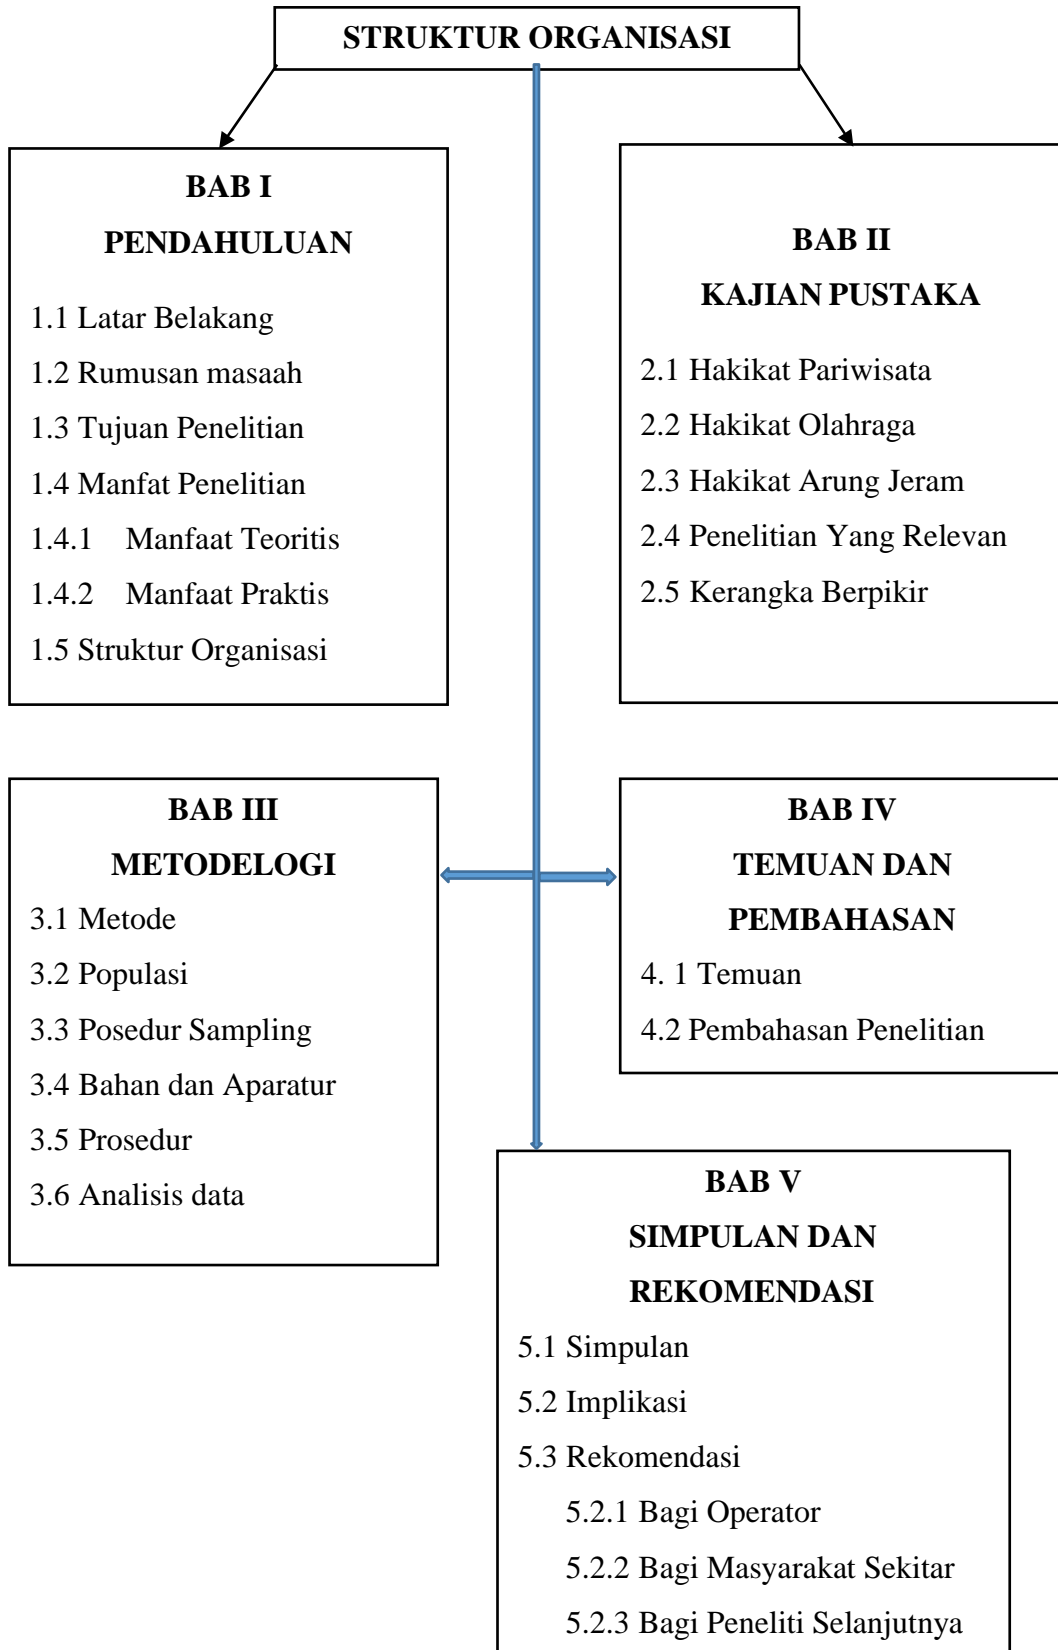 STRUKTUR ORGANISASI
BAB I
PENDAHULUAN
1.1 Latar Belakang
1.2 Rumusan masaah
1.3 Tujuan Penelitian
1.4 Manfat Penelitian
1.4.1 Manfaat Teoritis
1.4.2 Manfaat Praktis
1.5 Struktur Organisasi
BAB II
KAJIAN PUSTAKA
2.1 Hakikat Pariwisata
2.2 Hakikat Olahraga
2.3 Hakikat Arung Jeram
2.4 Penelitian Yang Relevan
2.5 Kerangka Berpikir
BAB III
METODELOGI
3.1 Metode
3.2 Populasi
3.3 Posedur Sampling
3.4 Bahan dan Aparatur
3.5 Prosedur
3.6 Analisis data
BAB IV
TEMUAN DAN
PEMBAHASAN
4. 1 Temuan
4.2 Pembahasan Penelitian
BAB V
SIMPULAN DAN
REKOMENDASI
5.1 Simpulan
5.2 Implikasi
5.3 Rekomendasi
5.2.1 Bagi Operator
5.2.2 Bagi Masyarakat Sekitar
5.2.3 Bagi Peneliti Selanjutnya